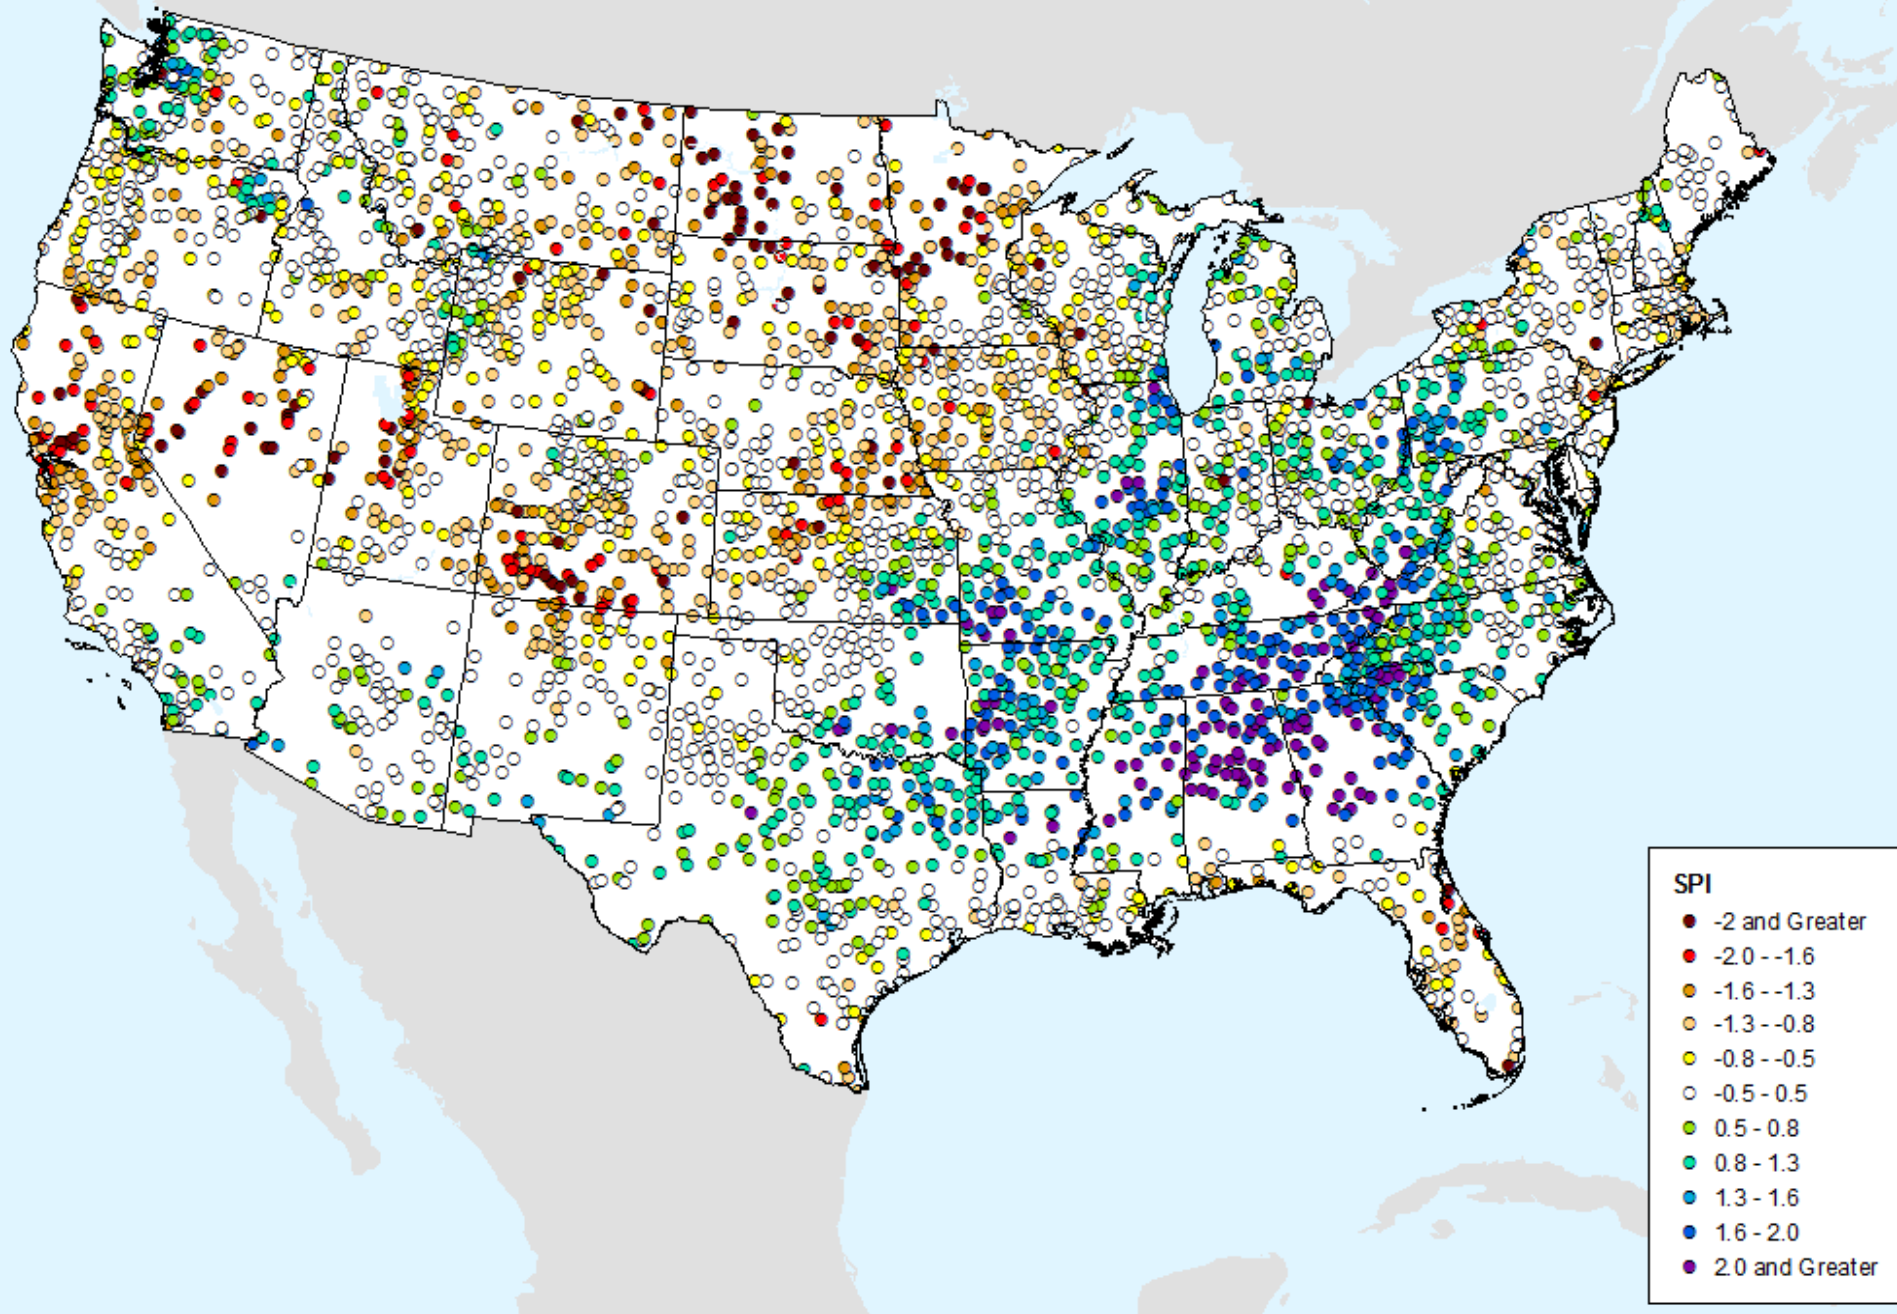 SPI
-2 and Greater
-2.0 - -1.6
-1.6 - -1.3
-1.3 - -0.8
-0.8 - -0.5
-0.5 - 0.5
0.5 - 0.8
0.8 - 1.3
1.3 - 1.6
1.6 - 2.0
2.0 and Greater